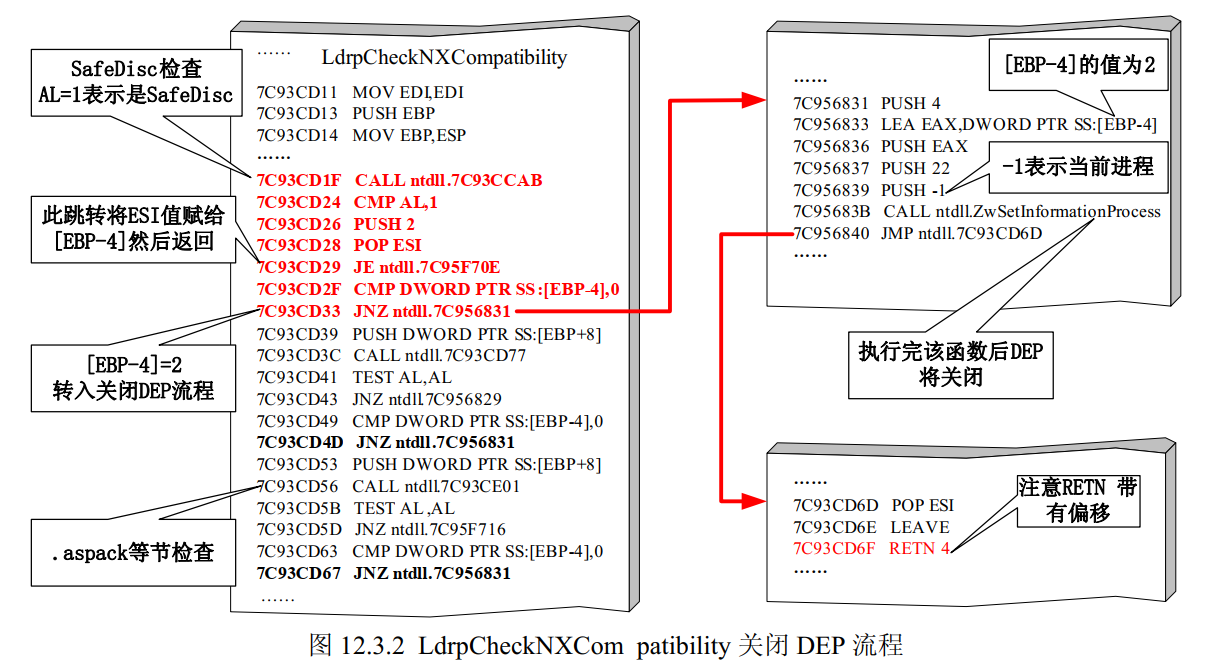 ……
LdrpCheckNXCompatibility
SafeDisc检查
AL=1表示是SafeDisc
7C93CD11 MOV EDI,EDI
7C93CD13 PUSH EBP
7C93CD14 MOV EBP,ESP
……
7C93CD1F CALL ntdll.7C93CCAB
7C93CD24 CMP AL,1
7C93CD26 PUSH 2
7C93CD28 POP ESI
7C93CD29 JE ntdll.7C95F70E
7C93CD2F CMP DWORD PTR SS:[EBP-4],0
7C93CD33 JNZ ntdll.7C956831
7C93CD39 PUSH DWORD PTR SS:[EBP+8]
7C93CD3C CALL ntdll.7C93CD77
7C93CD41 TEST AL,AL
7C93CD43 JNZ ntdll.7C956829
7C93CD49 CMP DWORD PTR SS:[EBP-4],0
7C93CD4D JNZ ntdll.7C956831
7C93CD53 PUSH DWORD PTR SS:[EBP+8]
7C93CD56 CALL ntdll.7C93CE01
7C93CD5B TEST AL,AL
7C93CD5D JNZ ntdll.7C95F716
7C93CD63 CMP DWORD PTR SS:[EBP-4],0
7C93CD67 JNZ ntdll.7C956831
……
此跳转将ESI值赋给
[EBP-4]然后返回
[EBP-4]=2
转入关闭DEP流程
.aspack等节检查
[EBP-4]的值为2
……
7C956831 PUSH 4
7C956833 LEA EAX,DWORD PTR SS:[EBP-4]
7C956836 PUSH EAX
7C956837 PUSH 22
7C956839 PUSH -1
7C95683B CALL ntdll.ZwSetInformationProcess
7C956840 JMP ntdll.7C93CD6D
……
-1表示当前进程
执行完该函数后DEP
将关闭
……
7C93CD6D POP ESI
7C93CD6E LEAVE
7C93CD6F RETN 4
……
注意RETN 带
有偏移
图 12.3.2 LdrpCheckNXCom patibility 关闭 DEP 流程